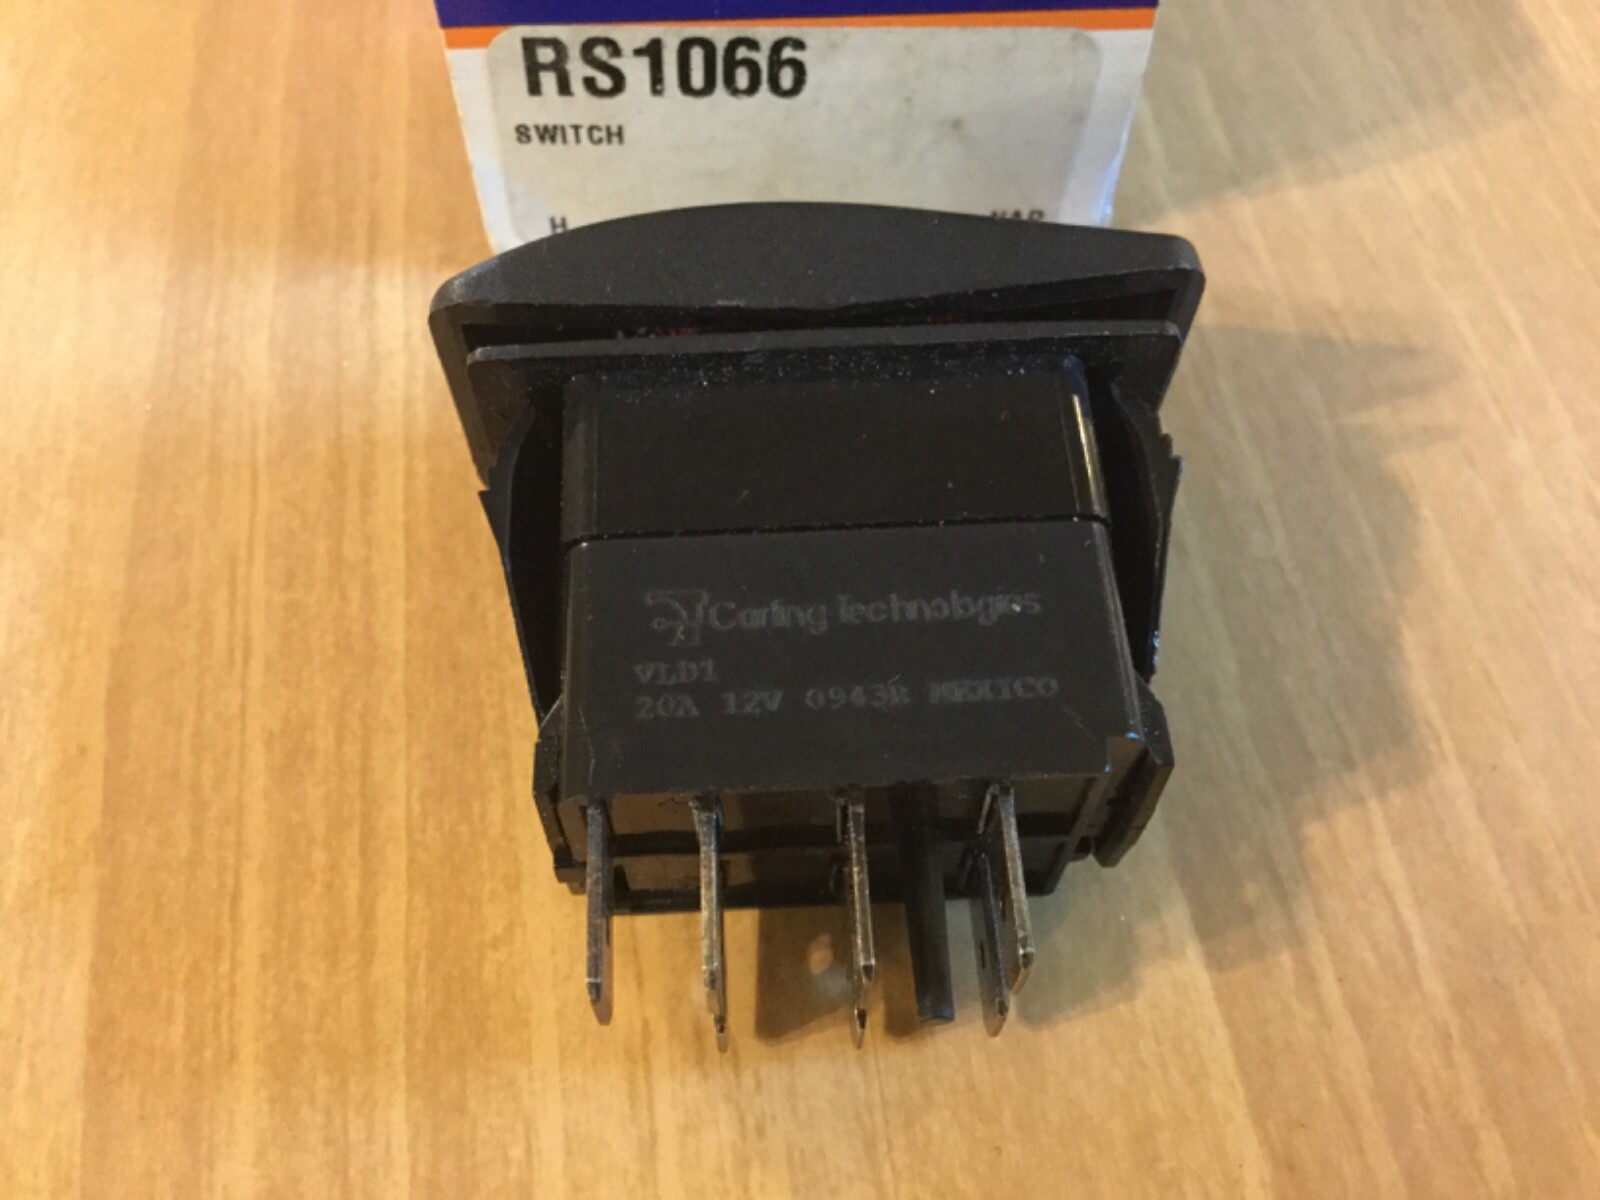 RS1066
SWITCH
H
Carling Technologies
VLD1
20A 12V 0943R MEXICO